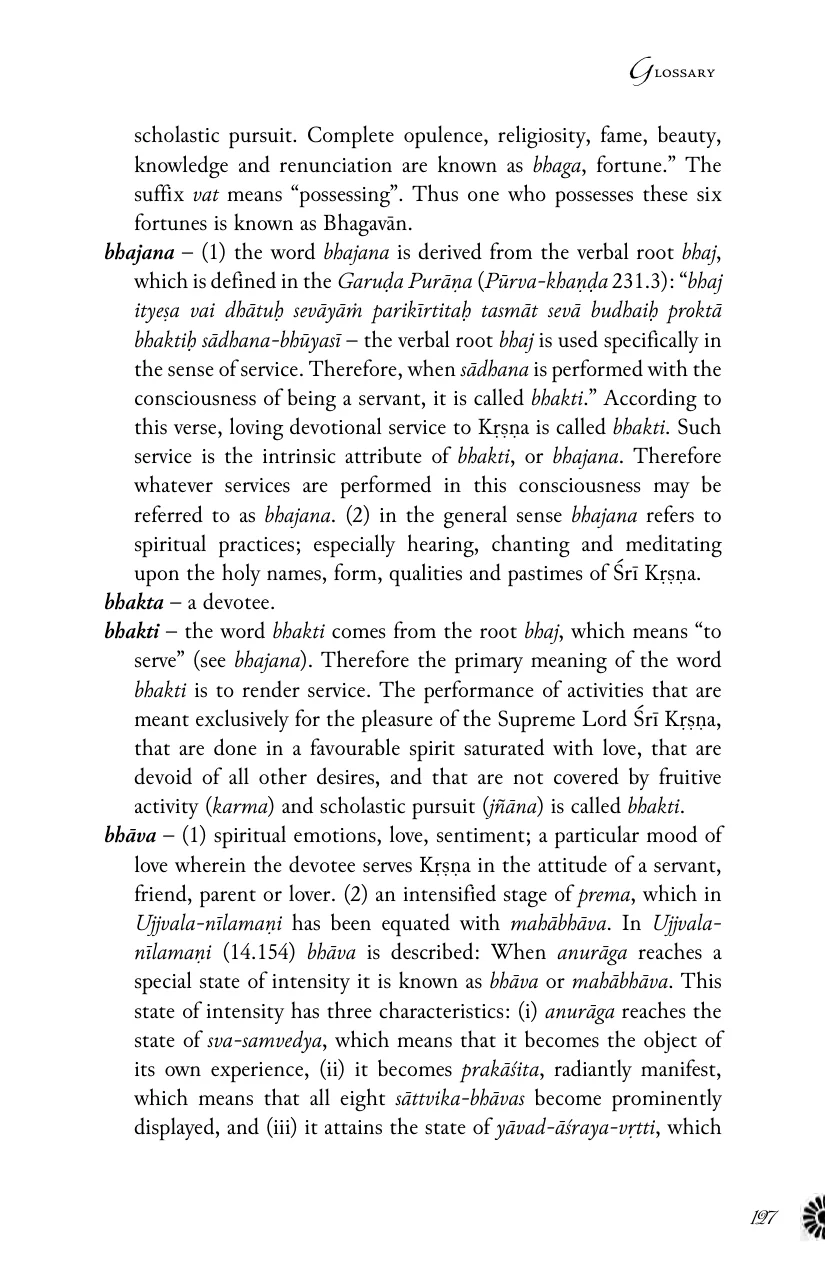 Glossary
scholastic pursuit. Complete opulence, religiosity, fame, beauty,
knowledge and renunciation are known as bhaga, fortune.” The
suffix vat means “possessing”. Thus one who possesses these six
fortunes is known as Bhagavān.
bhajana – (1) the word bhajana is derived from the verbal root bhaj,
which is defined in the Garuḍa Purāṇa (Pūrva-khaṇḍa 231.3): “bhaj
ityeṣa vai dhātuḥ sevāyāṁ parikīrtitaḥ tasmāt sevā budhaiḥ proktā
bhaktiḥ sādhana-bhūyasī – the verbal root bhaj is used specifically in
the sense of service. Therefore, when sādhana is performed with the
consciousness of being a servant, it is called bhakti.” According to
this verse, loving devotional service to Kṛṣṇa is called bhakti. Such
service is the intrinsic attribute of bhakti, or bhajana. Therefore
whatever services are performed in this consciousness may be
referred to as bhajana. (2) in the general sense bhajana refers to
spiritual practices; especially hearing, chanting and meditating
upon the holy names, form, qualities and pastimes of Śrī Kṛṣṇa.
bhakta – a devotee.
bhakti – the word bhakti comes from the root bhaj, which means “to
serve” (see bhajana). Therefore the primary meaning of the word
bhakti is to render service. The performance of activities that are
meant exclusively for the pleasure of the Supreme Lord Śrī Kṛṣṇa,
that are done in a favourable spirit saturated with love, that are
devoid of all other desires, and that are not covered by fruitive
activity (karma) and scholastic pursuit (jñāna) is called bhakti.
bhāva – (1) spiritual emotions, love, sentiment; a particular mood of
love wherein the devotee serves Kṛṣṇa in the attitude of a servant,
friend, parent or lover. (2) an intensified stage of prema, which in
Ujjvala-nīlamaṇi has been equated with mahābhāva. In Ujjvala-
nīlamaṇi (14.154) bhāva is described: When anurāga reaches a
special state of intensity it is known as bhāva or mahābhāva. This
state of intensity has three characteristics: (i) anurāga reaches the
state of sva-samvedya, which means that it becomes the object of
its own experience, (ii) it becomes prakāśita, radiantly manifest,
which means that all eight sāttvika-bhāvas become prominently
displayed, and (iii) it attains the state of yāvad-āśraya-vṛtti, which
127